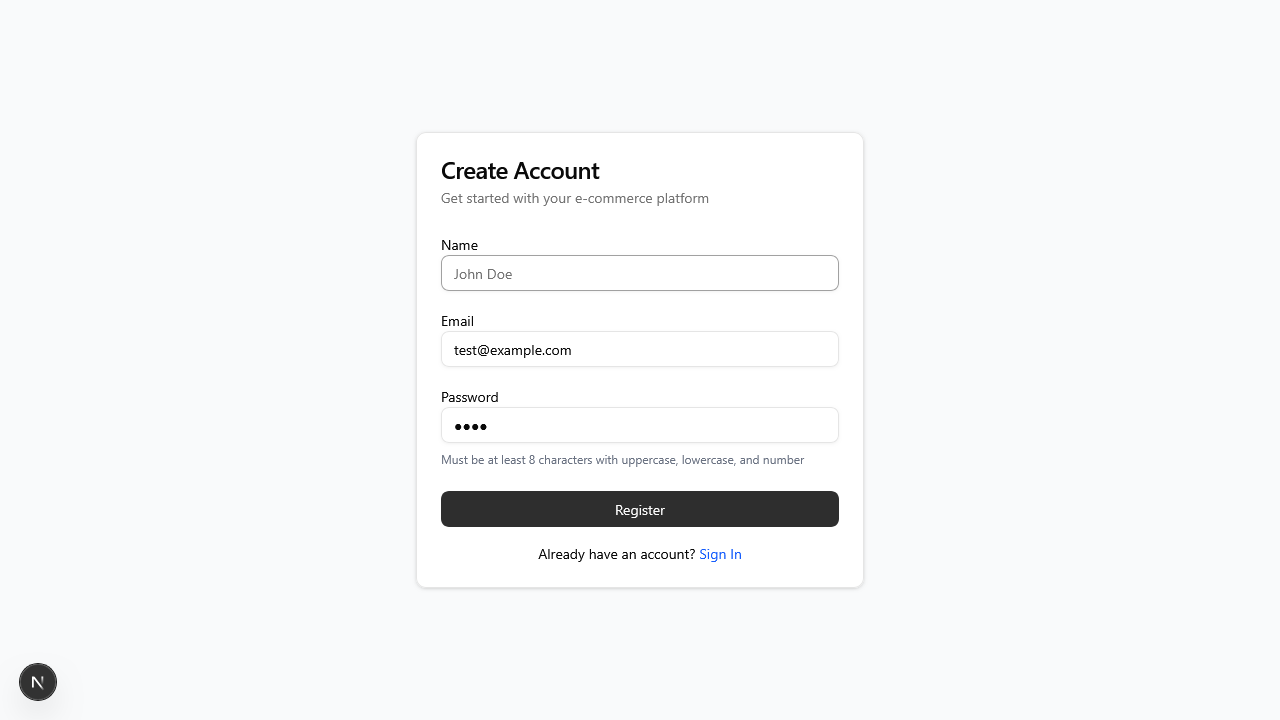 Create Account
Get started with your e-commerce platform
Name
John Doe
Email
test@example.com
Password
••••
Must be at least 8 characters with uppercase, lowercase, and number
Register
Already have an account? Sign In
N